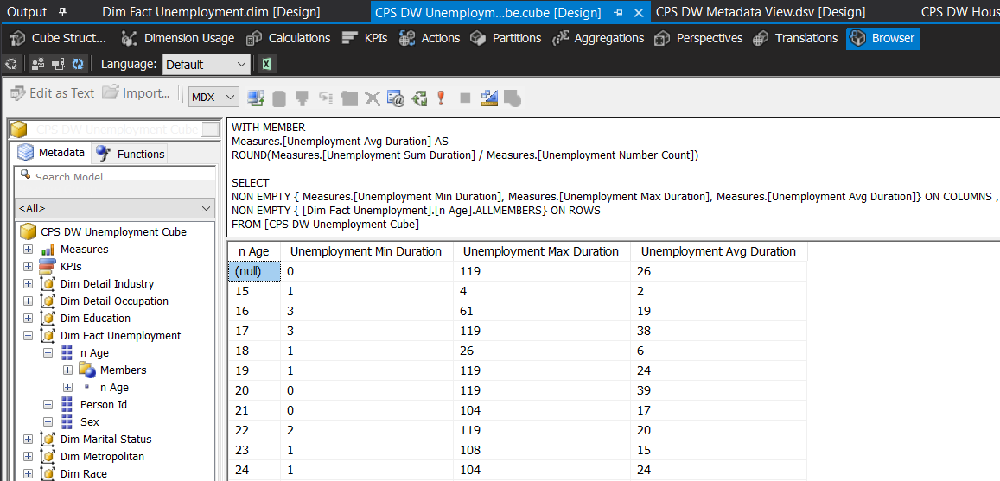 Output Dim Fact Unemployment.dim [Design] CPS DW Unemploym...be.cube [Design] CPS DW Metadata View.dsv [Design] CPS DW Hous
Cube Struct... Dimension Usage Calculations KPIs Actions Partitions Aggregations Perspectives Translations Browser
Language: Default
Edit as Text Import... MDX
CPS DW Unemployment Cube
Metadata Functions
Search Model
<All>
CPS DW Unemployment Cube
Measures
KPIs
Dim Detail Industry
Dim Detail Occupation
Dim Education
Dim Fact Unemployment
n Age
Members
n Age
Person Id
Sex
Dim Marital Status
Dim Metropolitan
Dim Race
WITH MEMBER
Measures.[Unemployment Avg Duration] AS
ROUND(Measures.[Unemployment Sum Duration] / Measures.[Unemployment Number Count])
SELECT
NON EMPTY { Measures.[Unemployment Min Duration], Measures.[Unemployment Max Duration], Measures.[Unemployment Avg Duration]} ON COLUMNS ,
NON EMPTY { [Dim Fact Unemployment].[n Age].ALLMEMBERS} ON ROWS
FROM [CPS DW Unemployment Cube]
n Age Unemployment Min Duration Unemployment Max Duration Unemployment Avg Duration
(null) 0 119 26
15 1 4 2
16 3 61 19
17 3 119 38
18 1 26 6
19 1 119 24
20 0 119 39
21 0 104 17
22 2 119 20
23 1 108 15
24 1 104 24